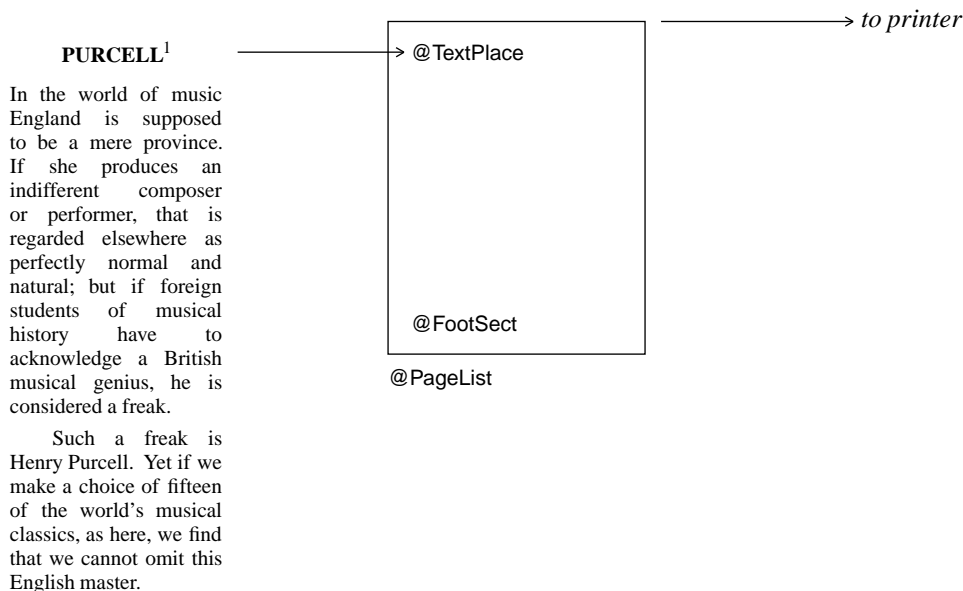 to printer
PURCELL1
@TextPlace
In the world of music
England is supposed
to be a mere province.
If she produces an
indifferent composer
or performer, that is
regarded elsewhere as
perfectly normal and
natural; but if foreign
students of musical
history have to
acknowledge a British
musical genius, he is
considered a freak.
@FootSect
@PageList
Such a freak is
Henry Purcell. Yet if we
make a choice of fifteen
of the world's musical
classics, as here, we find
that we cannot omit this
English master.